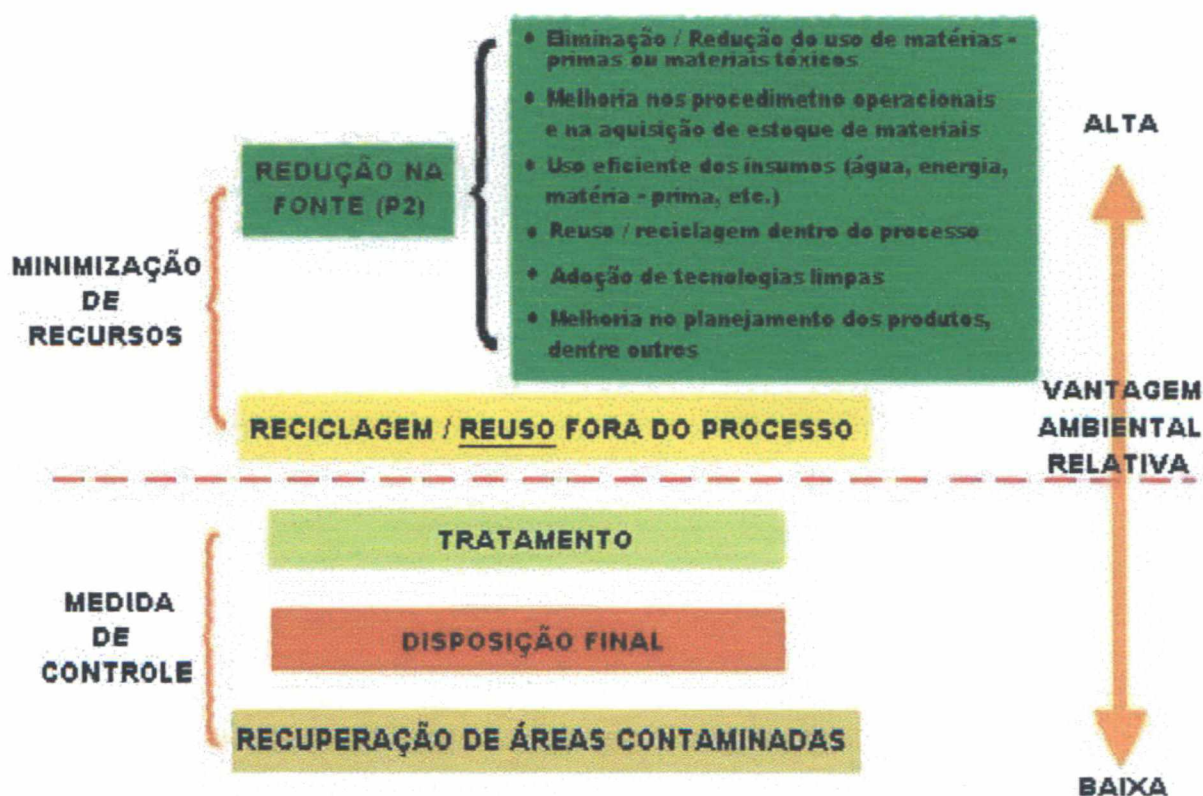 • Eliminação / Redução do uso de matérias -
primas ou materiais tóxicos
• Melhoria nos procedimetno operacionais
e na aquisição de estoque de materiais
• Uso eficiente dos insumos (água, energia,
matéria - prima, etc.)
• Reuso / reciclagem dentro do processo
• Adoção de tecnologias limpas
• Melhoria no planejamento dos produtos,
dentre outros
REDUÇÃO NA
FONTE (P2)
MINIMIZAÇÃO
DE
RECURSOS
RECICLAGEM / REUSO FORA DO PROCESSO
ALTA
VANTAGEM
AMBIENTAL
RELATIVA
BAIXA
MEDIDA
DE
CONTROLE
TRATAMENTO
DISPOSIÇÃO FINAL
RECUPERAÇÃO DE ÁREAS CONTAMINADAS